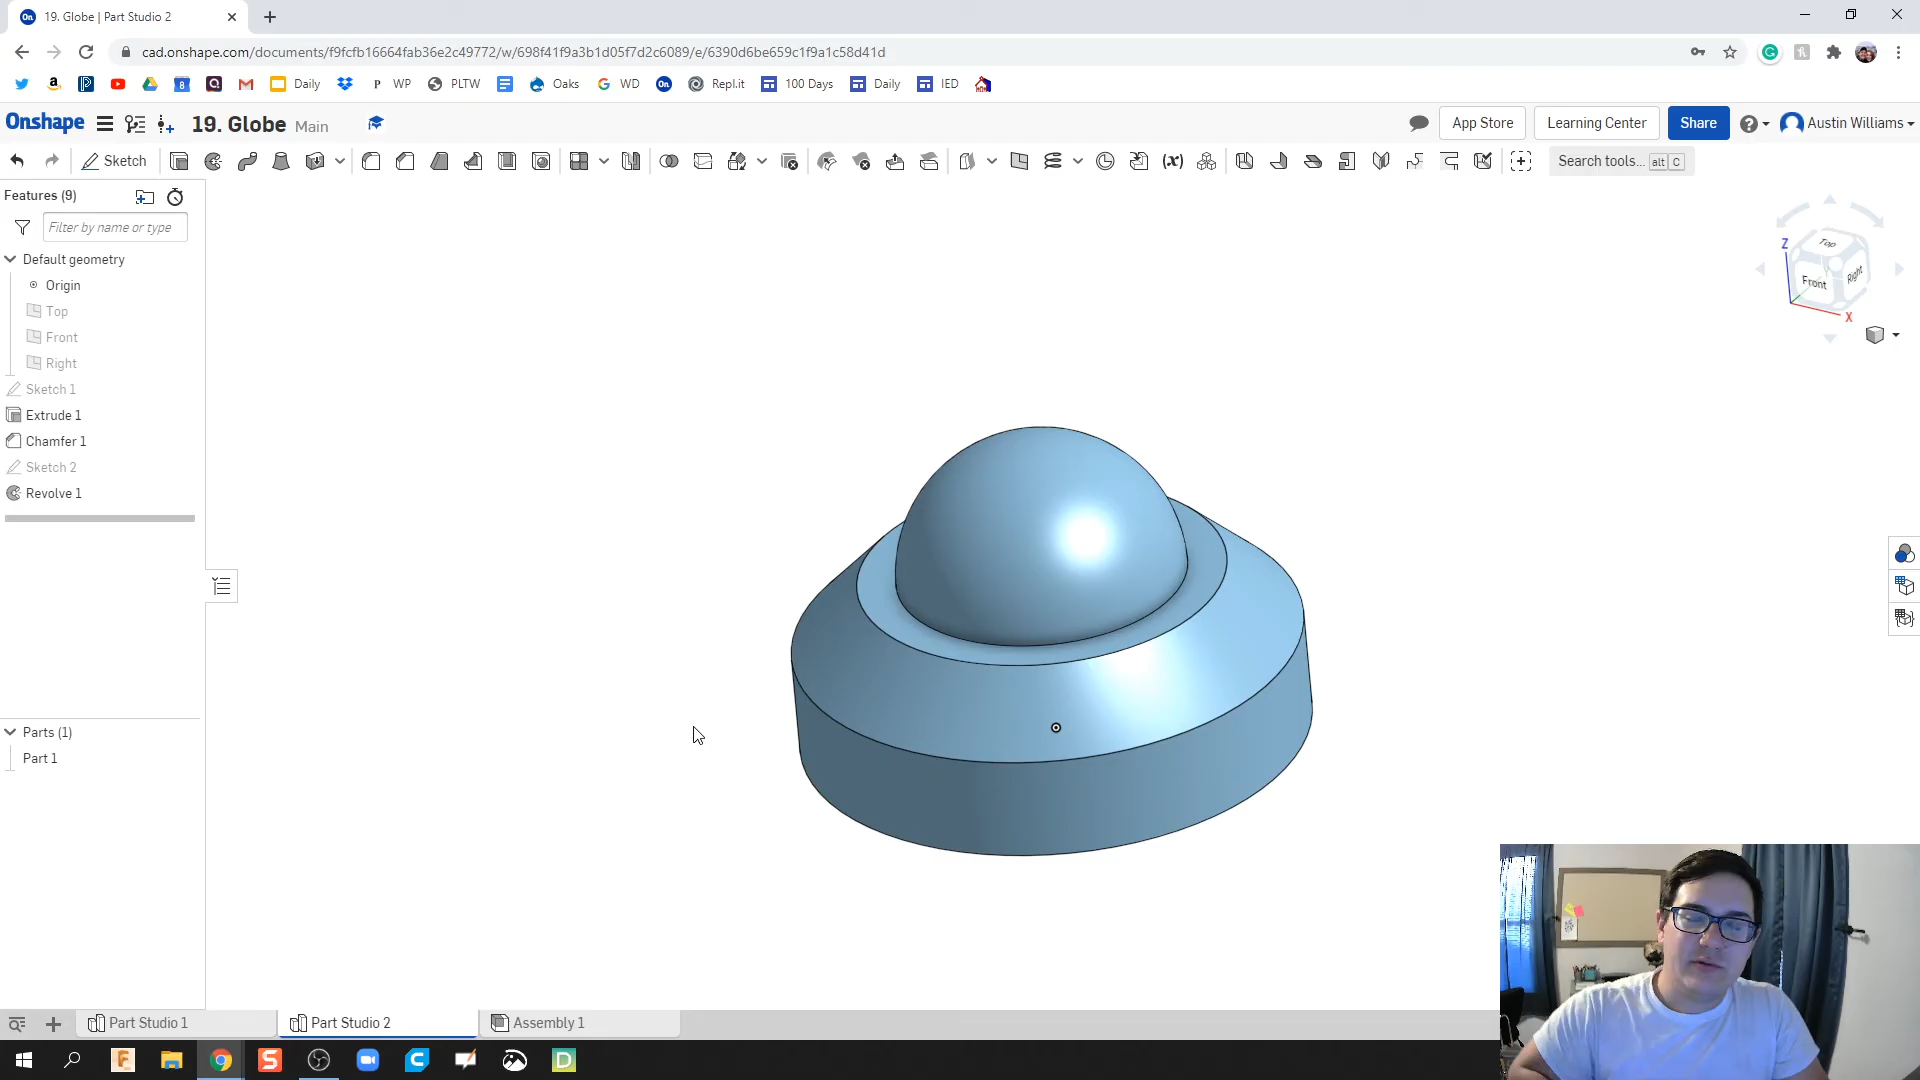 19. Globe | Part Studio 2
cad.onshape.com/documents/f9fcfb16664fab36e2c49772/w/698f41f9a3b1d05f7d2c6089/e/6390d6be659c1f9a1c58d41d
Daily
WP
PLTW
Oaks
WD
Repl.it
100 Days
Daily
IED
Onshape
19. Globe Main
App Store
Learning Center
Share
Austin Williams
Sketch
Search tools... alt C
Features (9)
Filter by name or type
Default geometry
Origin
Top
Front
Right
Sketch 1
Extrude 1
Chamfer 1
Sketch 2
Revolve 1
Parts (1)
Part 1
Z
Top
Front
Right
X
Part Studio 1
Part Studio 2
Assembly 1